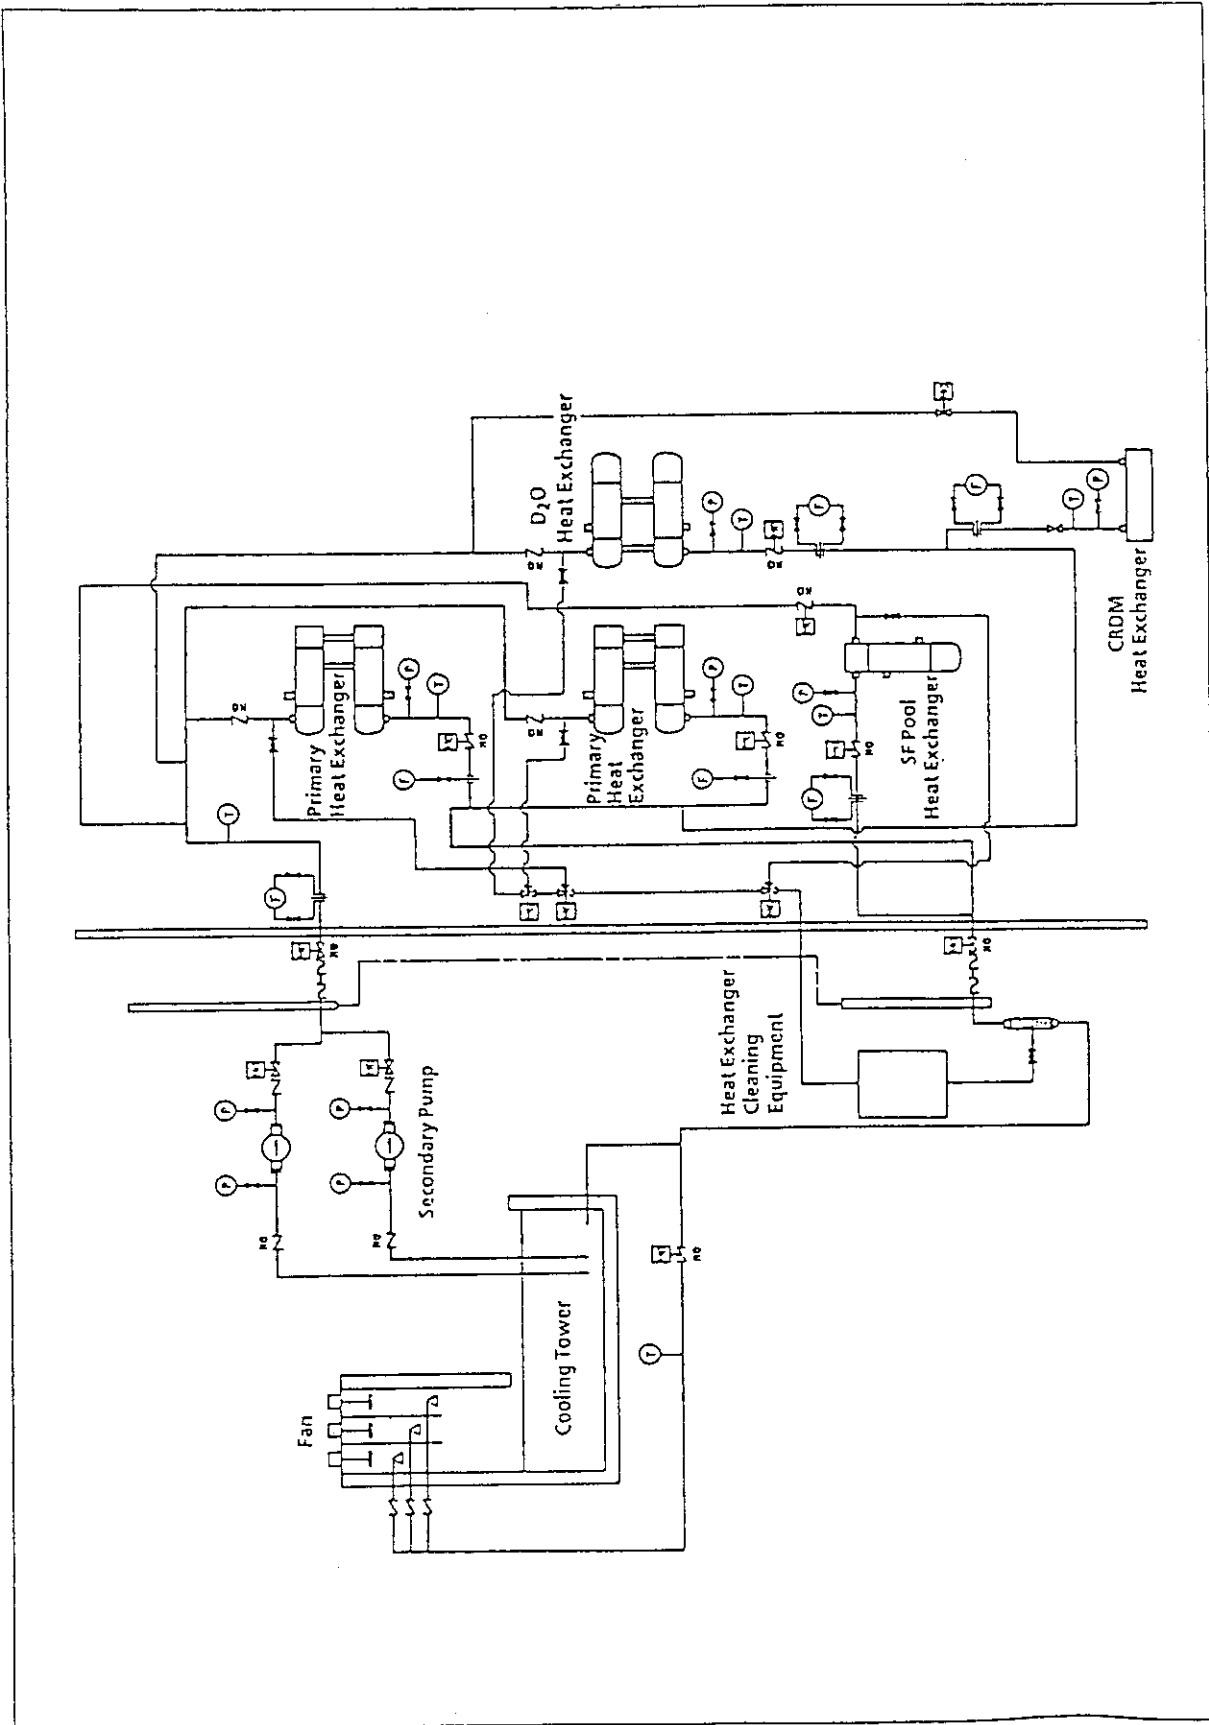 Fan
Cooling Tower
Secondary Pump
Heat Exchanger
Cleaning
Equipment
Primary
Heat Exchanger
Primary
Heat
Exchanger
D₂O
Heat Exchanger
SF Pool
Heat Exchanger
CRDM
Heat Exchanger
T
F
P
P
P
P
T
P
T
F
P
T
F
P
T
F
P
T
F
F
T
P